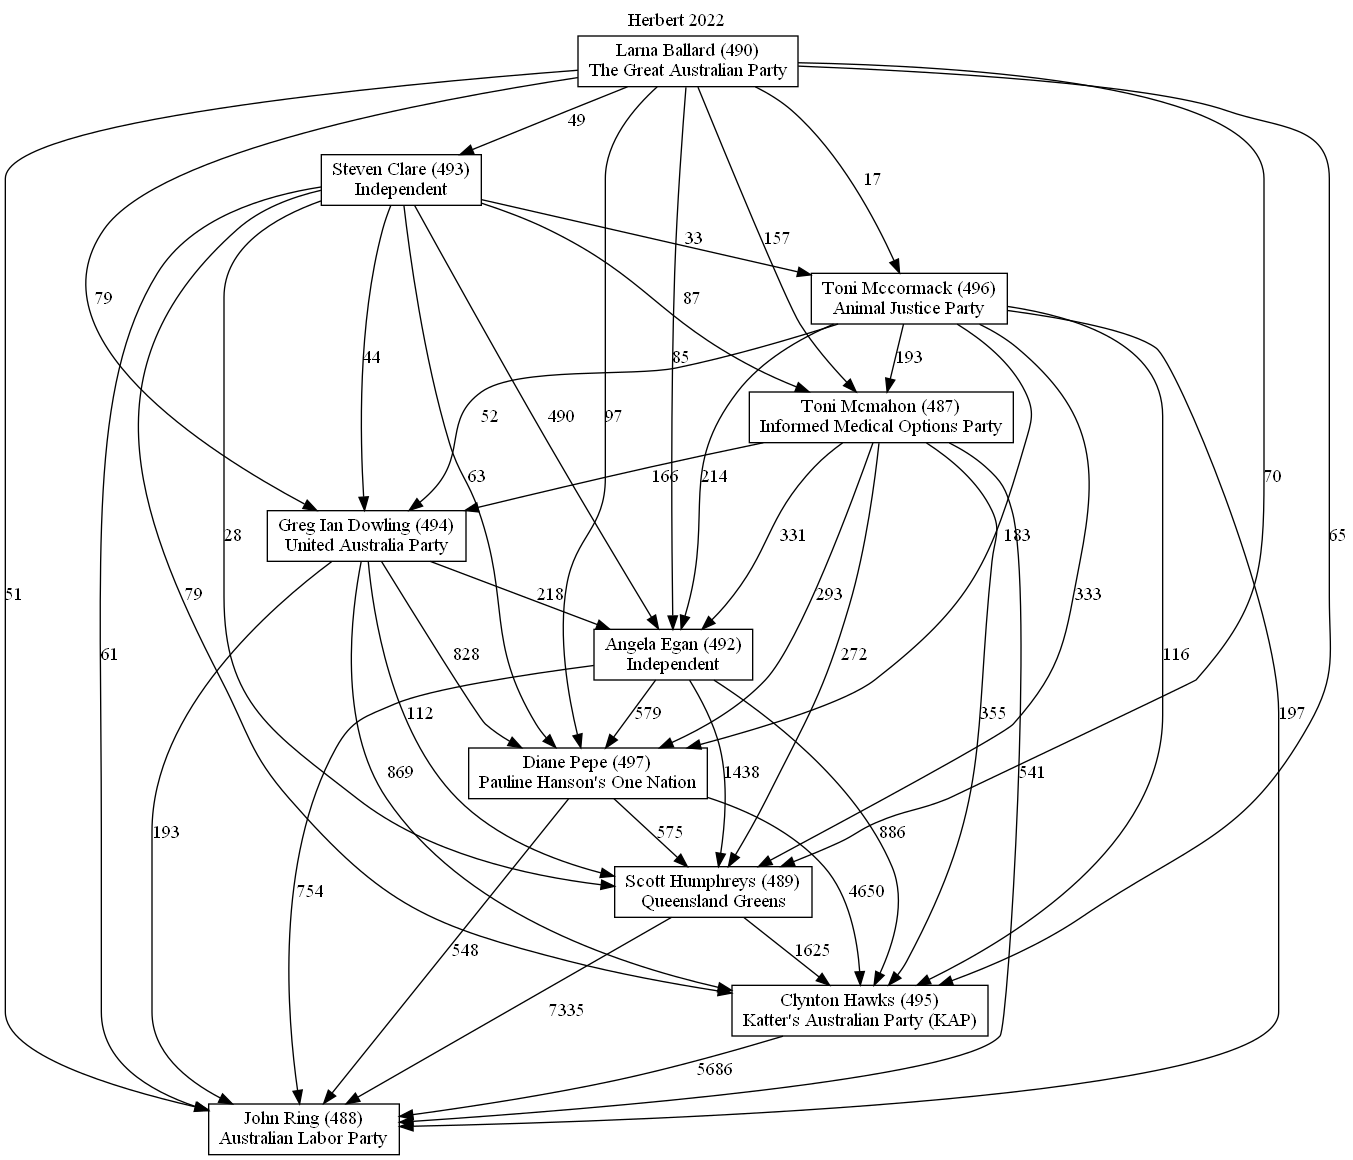 Herbert 2022
Larna Ballard (490)
The Great Australian Party
49
17
Steven Clare (493)
Independent
33
157
Toni Mccormack (496)
Animal Justice Party
79
87
44
85
193
Toni Mcmahon (487)
Informed Medical Options Party
52
490
97
63
166
214
70
Greg Ian Dowling (494)
United Australia Party
28
331
183
65
51
79
218
293
333
Angela Egan (492)
Independent
61
828
272
116
112
579
355
197
Diane Pepe (497)
Pauline Hanson's One Nation
869
1438
541
193
575
886
Scott Humphreys (489)
Queensland Greens
754
4650
548
1625
Clynton Hawks (495)
Katter's Australian Party (KAP)
7335
5686
John Ring (488)
Australian Labor Party